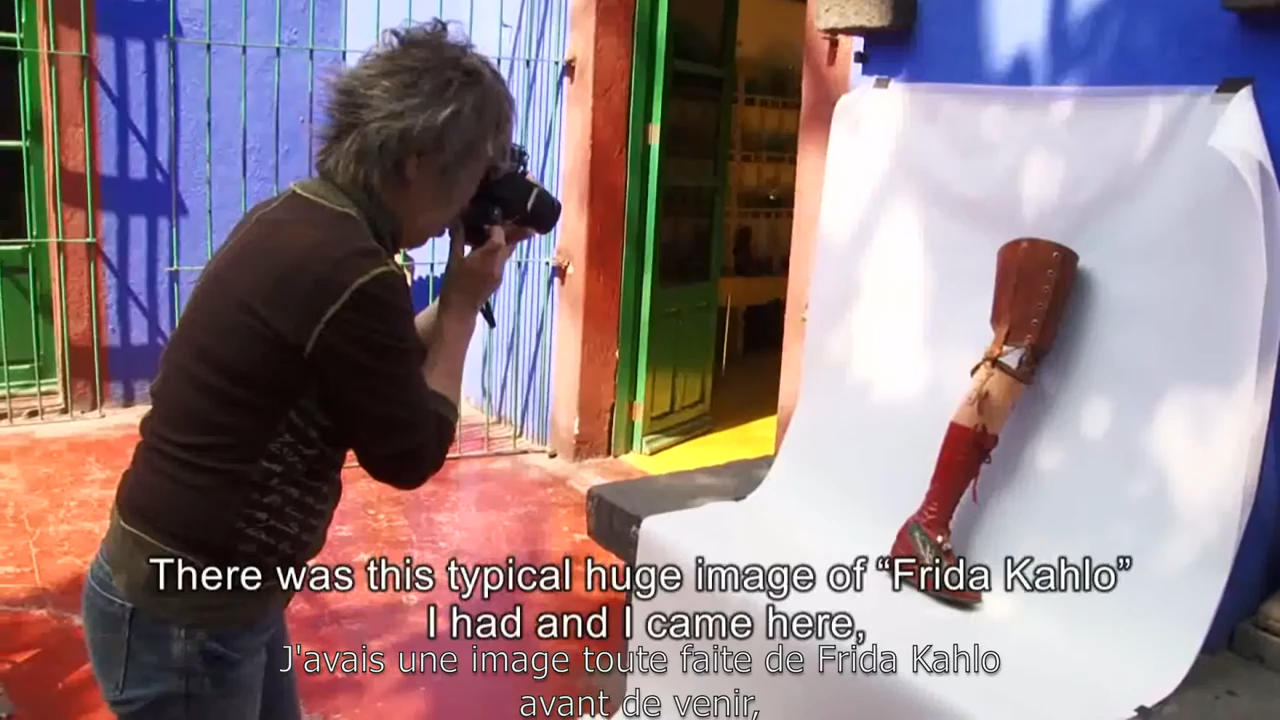 There was this typical huge image of “Frida Kahlo”
I had and I came here,
J'avais une image toute faite de Frida Kahlo
avant de venir,